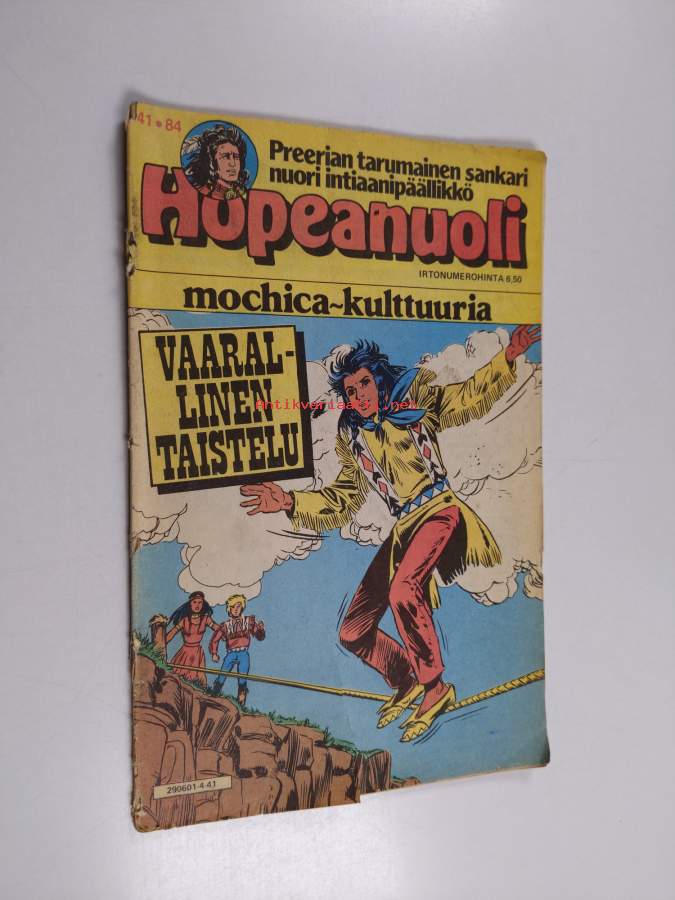 41•84
Preerian tarumainen sankari
nuori intiaanipäällikkö
Hopeanuoli
IRTONUMEROHINTA 6,50
mochica-kulttuuria
VAARAL-
LINEN
TAISTELU
Antikvariaatti.net
290601-4-41